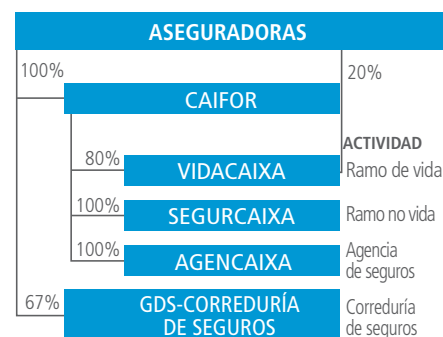 ASEGURADORAS
100%
20%
CAIFOR
ACTIVIDAD
80%
VIDACAIXA
Ramo de vida
100%
SEGURCAIXA
Ramo no vida
100%
AGENCAIXA
Agencia
de seguros
67%
GDS-CORREDURÍA
DE SEGUROS
Correduría
de seguros